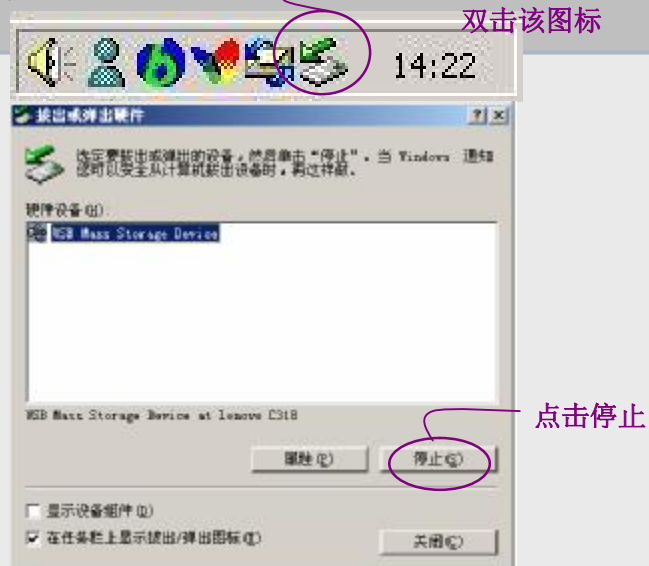 双击该图标
14:22
拔出或弹出硬件
选定要拔出或弹出的设备，然后单击“停止”。当 Windows 通知
您可以安全从计算机拔出设备时，再这样做。
硬件设备(H):
USB Mass Storage Device
USB Mass Storage Device at lenovo C318
点击停止
属性(P)
停止(S)
显示设备组件(D)
在任务栏上显示拔出/弹出图标(T)
关闭(C)